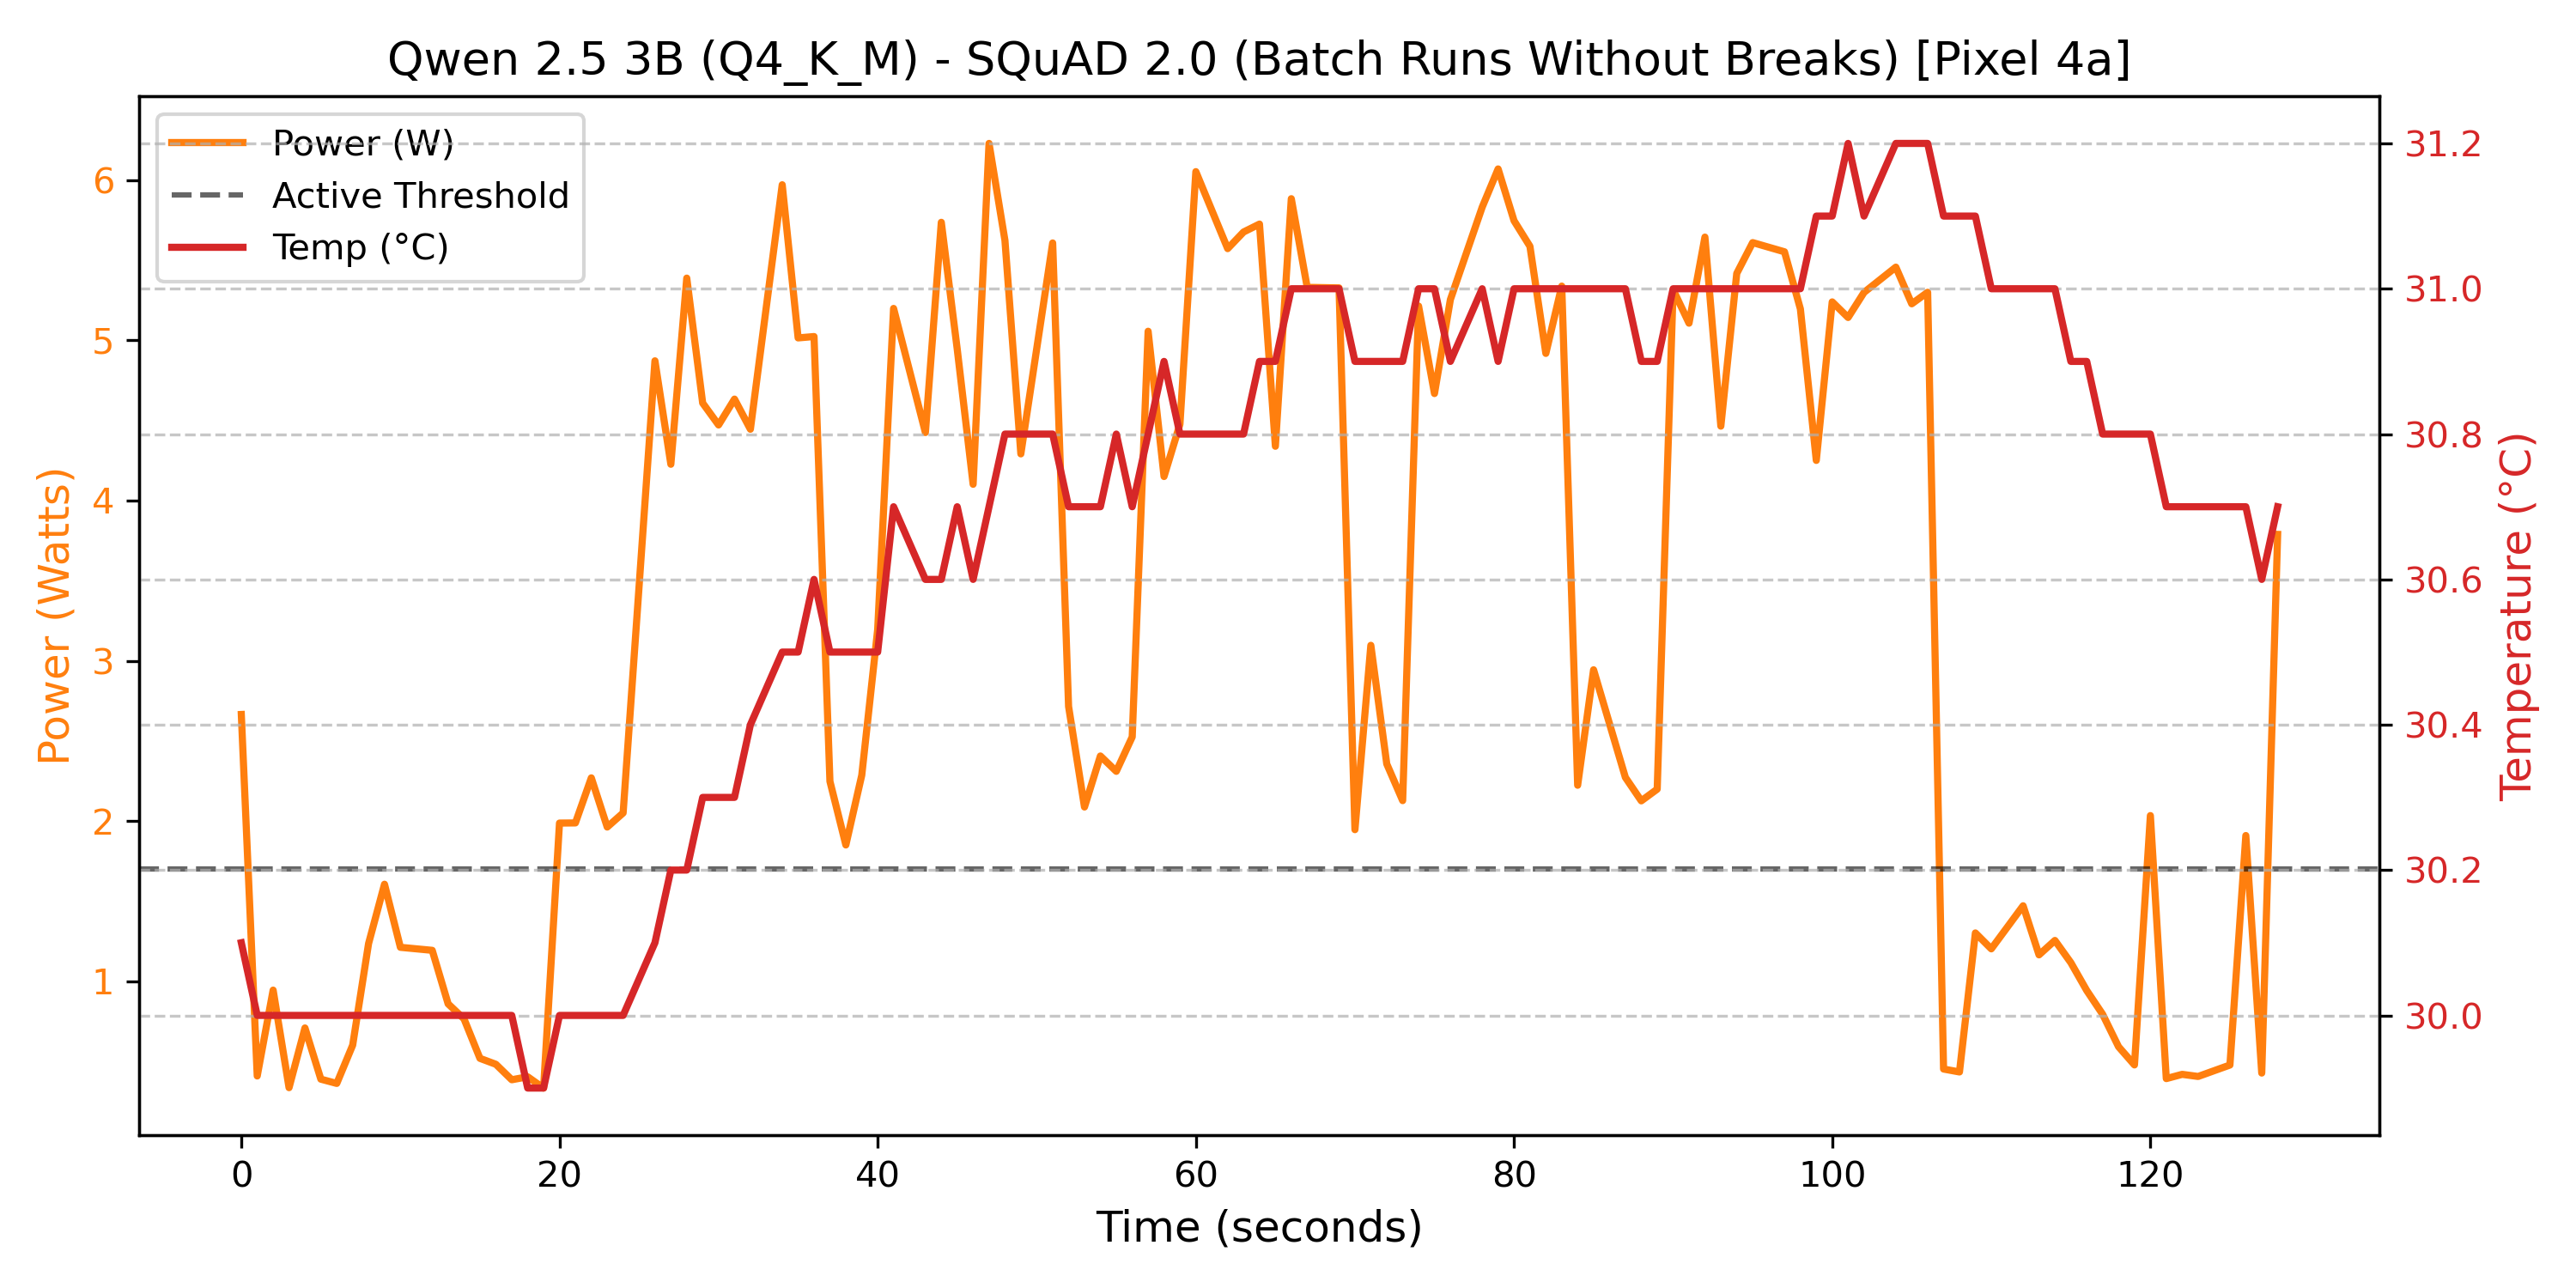 Qwen 2.5 3B (Q4_K_M) - SQuAD 2.0 (Batch Runs Without Breaks) [Pixel 4a]
Power (W)
Active Threshold
Temp (°C)
Power (Watts)
6
5
4
3
2
1
31.2
31.0
30.8
30.6
30.4
30.2
30.0
Temperature (°C)
0 20 40 60 80 100 120
Time (seconds)